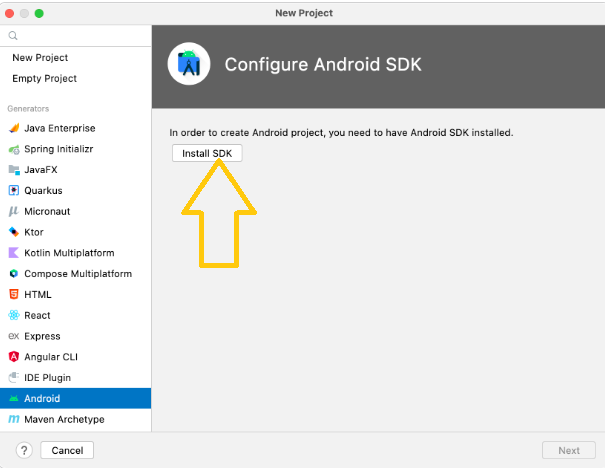 New Project
New Project
Empty Project
Generators
Java Enterprise
Spring Initializr
JavaFX
Quarkus
Micronaut
Ktor
Kotlin Multiplatform
Compose Multiplatform
HTML
React
ex Express
Angular CLI
IDE Plugin
Android
Maven Archetype
Configure Android SDK
In order to create Android project, you need to have Android SDK installed.
Install SDK
?
Cancel
Next